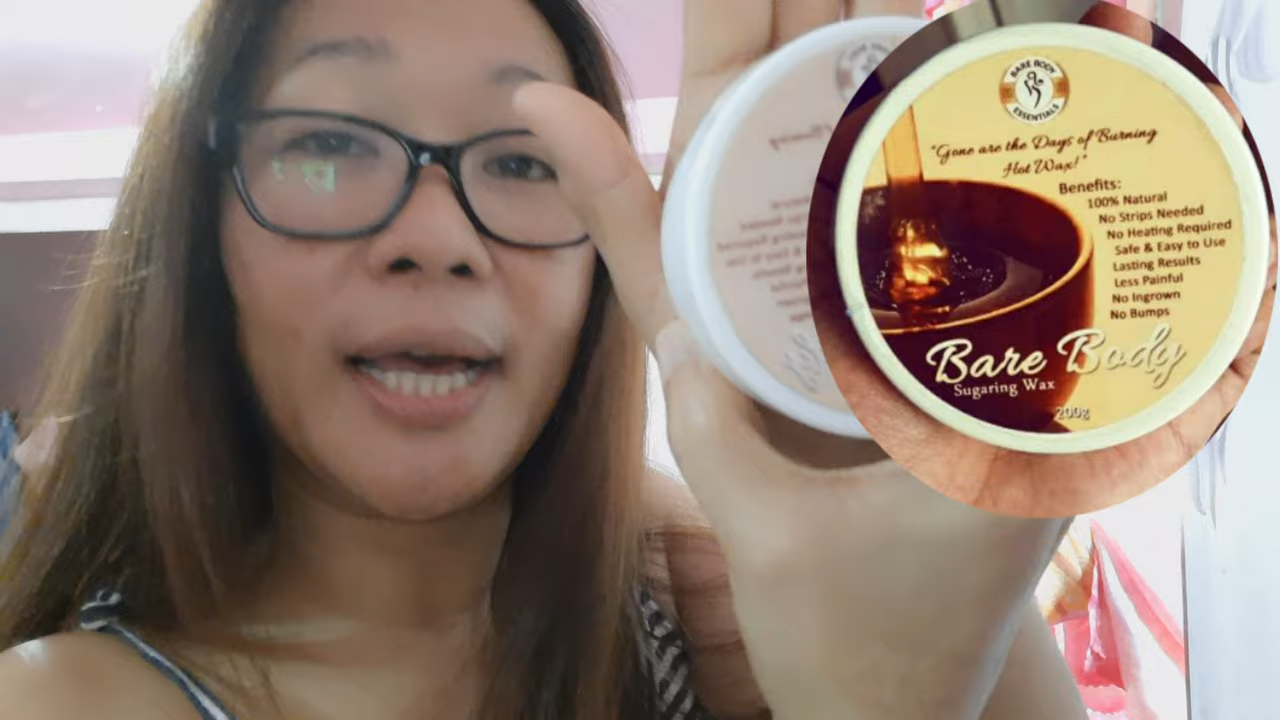 BARE BODY
ESSENTIALS
"Gone are the Days of Burning
Hot Wax!"
Benefits:
100% Natural
No Strips Needed
No Heating Required
Safe & Easy to Use
Lasting Results
Less Painful
No Ingrown
No Bumps
Bare Body
Sugaring Wax
200g